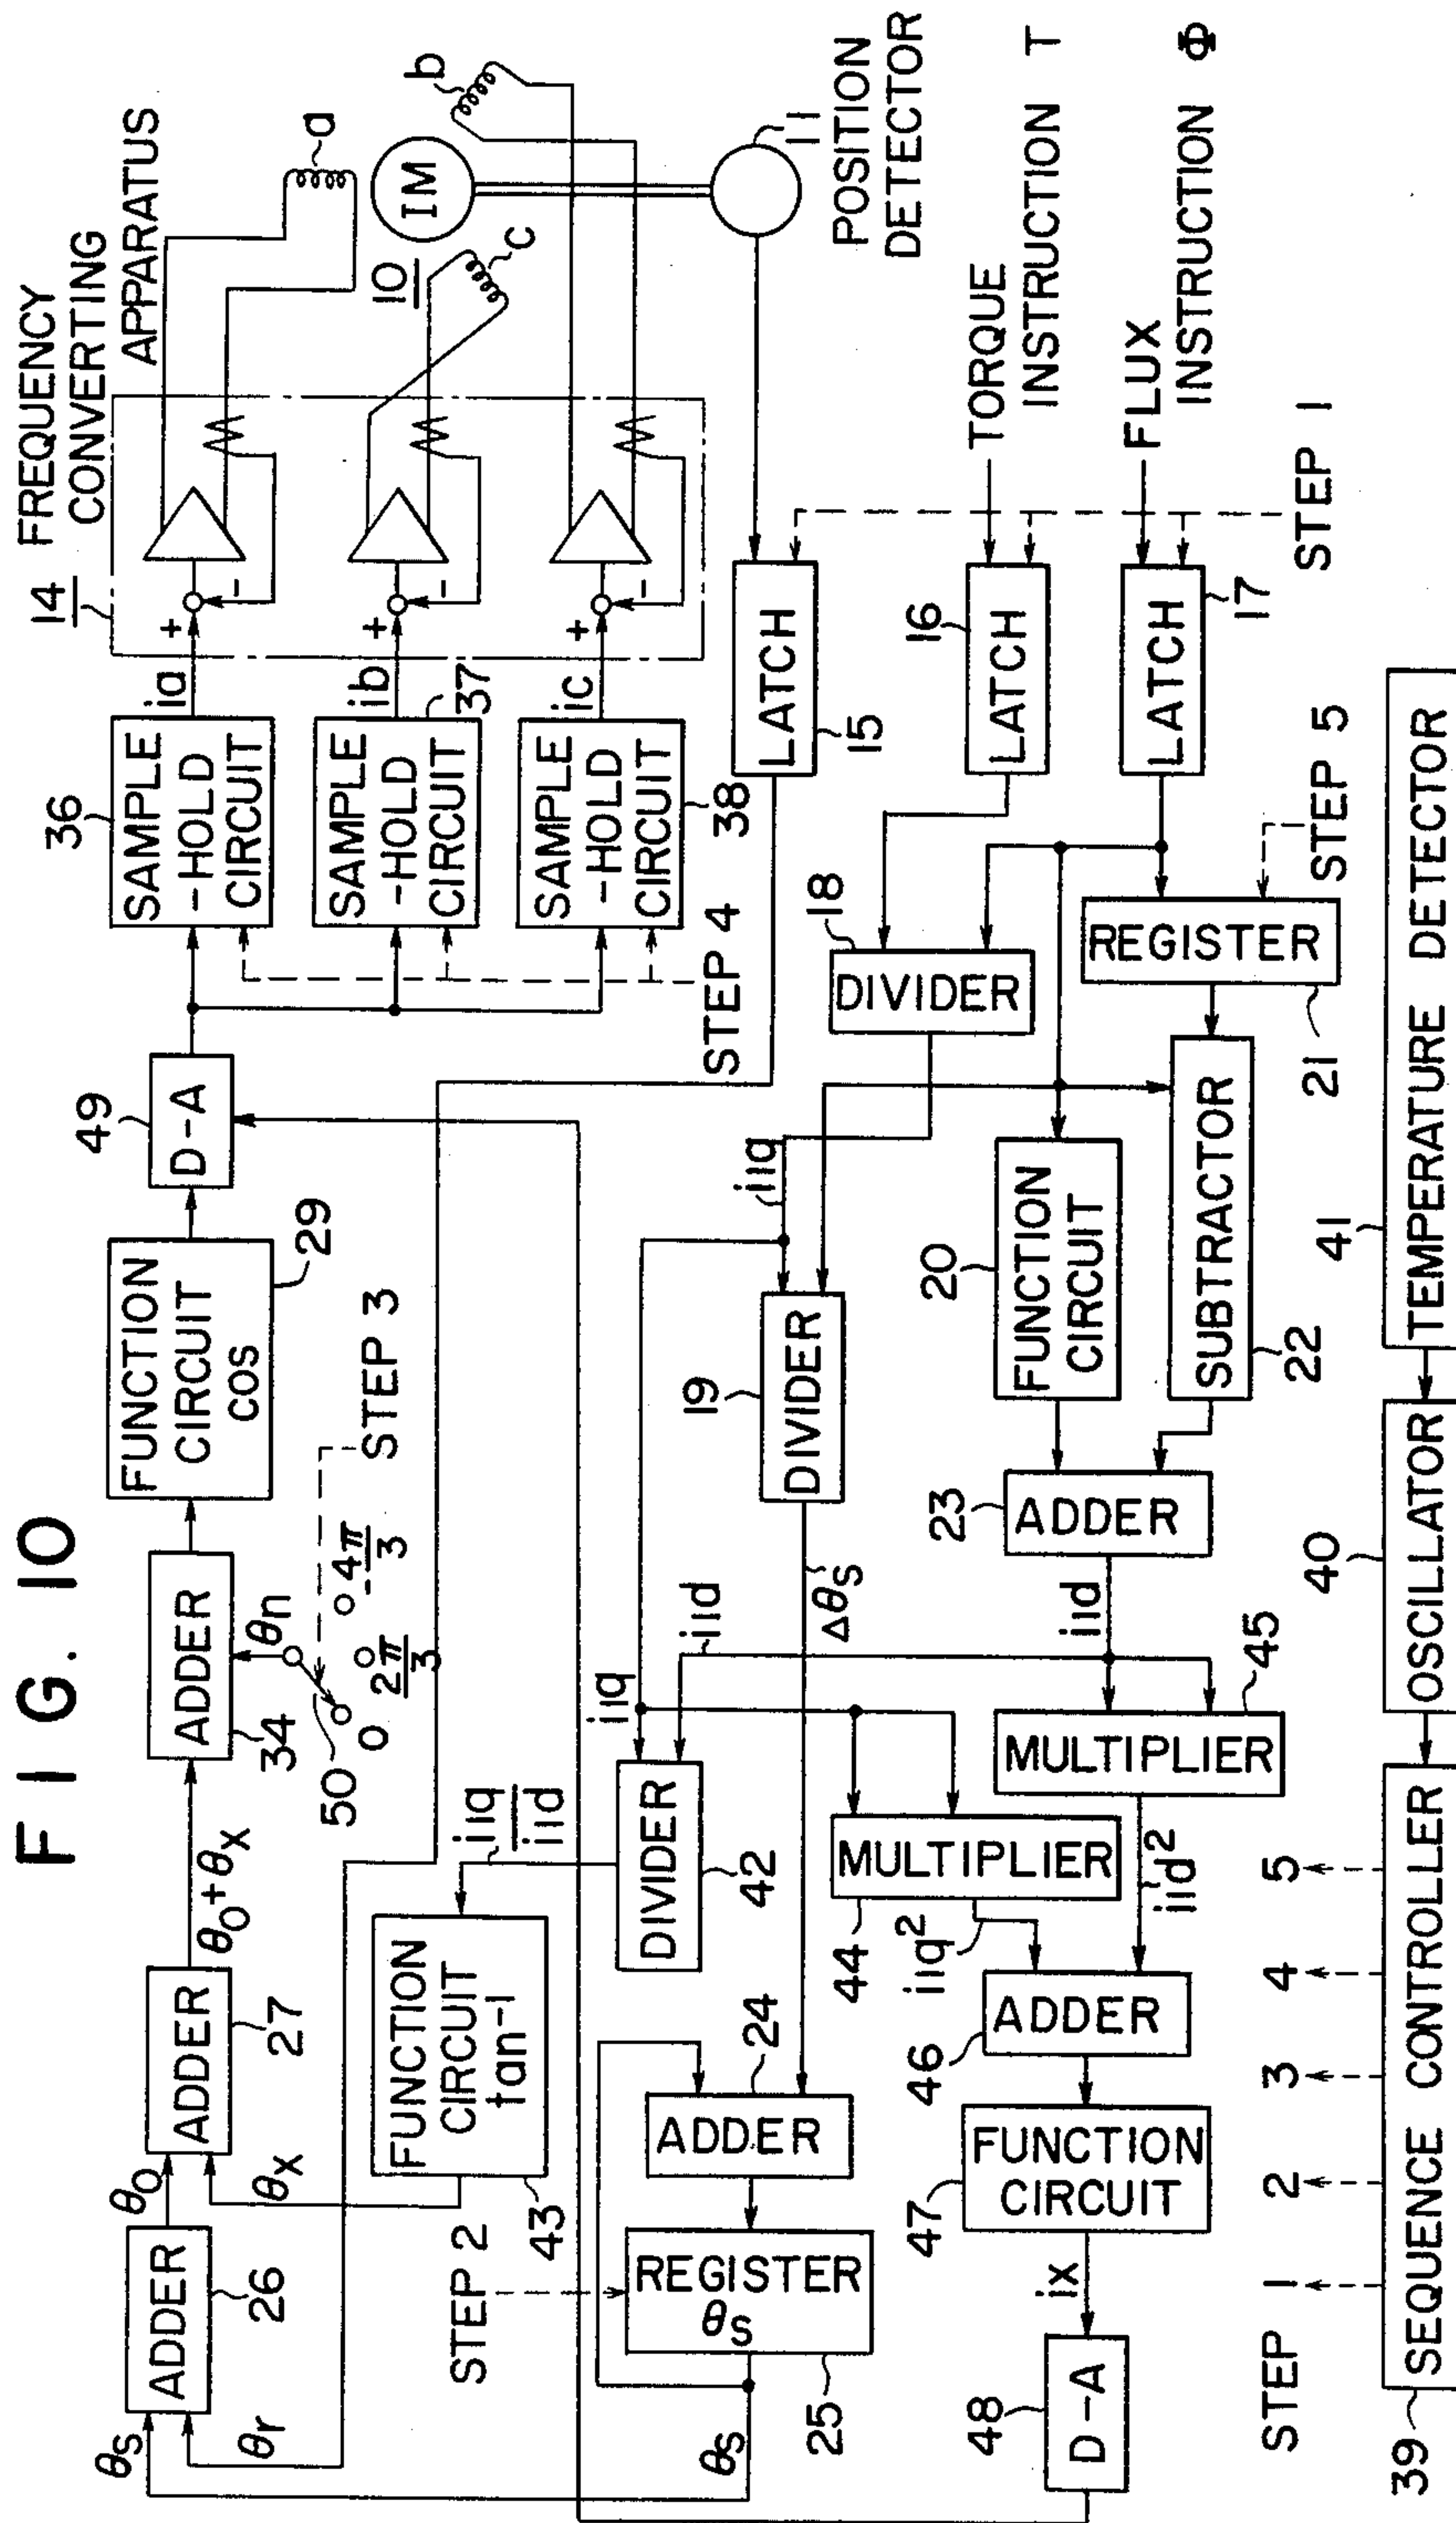 F I G. 10
θs
θr
ADDER
26
θ0
θx
ADDER
27
θ0+θx
ADDER
34
θn
50
0
2π/3
-4π/3
STEP 3
FUNCTION
CIRCUIT
cos
29
D-A
49
SAMPLE
-HOLD
CIRCUIT
36
SAMPLE
-HOLD
CIRCUIT
37
SAMPLE
-HOLD
CIRCUIT
38
STEP 4
ia
ib
ic
+
-
+
-
+
-
14
FREQUENCY
CONVERTING
APPARATUS
a
b
c
10
IM
11
POSITION
DETECTOR
FUNCTION
CIRCUIT
tan-1
43
i1q
i1d
DIVIDER
42
i1q
i1d
STEP 2
REGISTER
θs
25
θs
ADDER
24
Δθs
DIVIDER
19
i1q
DIVIDER
18
LATCH
15
LATCH
16
LATCH
17
TORQUE
INSTRUCTION T
FLUX
INSTRUCTION Φ
STEP 1
MULTIPLIER
44
i1q2
MULTIPLIER
45
i1d2
i1d
ADDER
23
FUNCTION
CIRCUIT
20
SUBTRACTOR
22
REGISTER
21
STEP 5
ADDER
46
FUNCTION
CIRCUIT
47
ix
D-A
48
STEP 1 2 3 4 5
SEQUENCE CONTROLLER
39
OSCILLATOR
40
TEMPERATURE DETECTOR
41